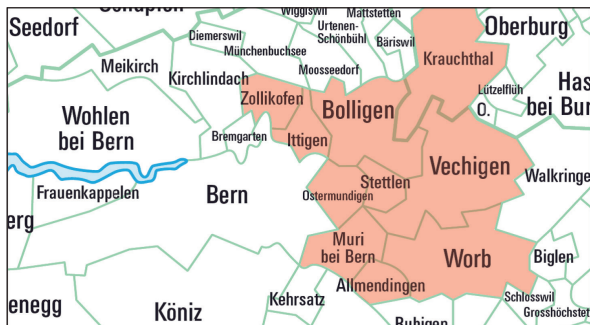 Wiggiswil
Mattstetten
Seedorf
Diemerswil
Urtenen-
Schönbühl
Bäriswil
Oberburg
Münchenbuchsee
Krauchthal
Meikirch
Kirchlindach
Moosseedorf
Lützelflüh
Has
bei Bur
Zollikofen
Bolligen
O.
Wohlen
bei Bern
Bremgarten
Ittigen
Vechigen
Walkringe
Frauenkappelen
Bern
Stettlen
Ostermundigen
erg
Muri
bei Bern
Worb
Biglen
Allmendingen
enegg
Köniz
Kehrsatz
Schlosswil
Grosshöchstet